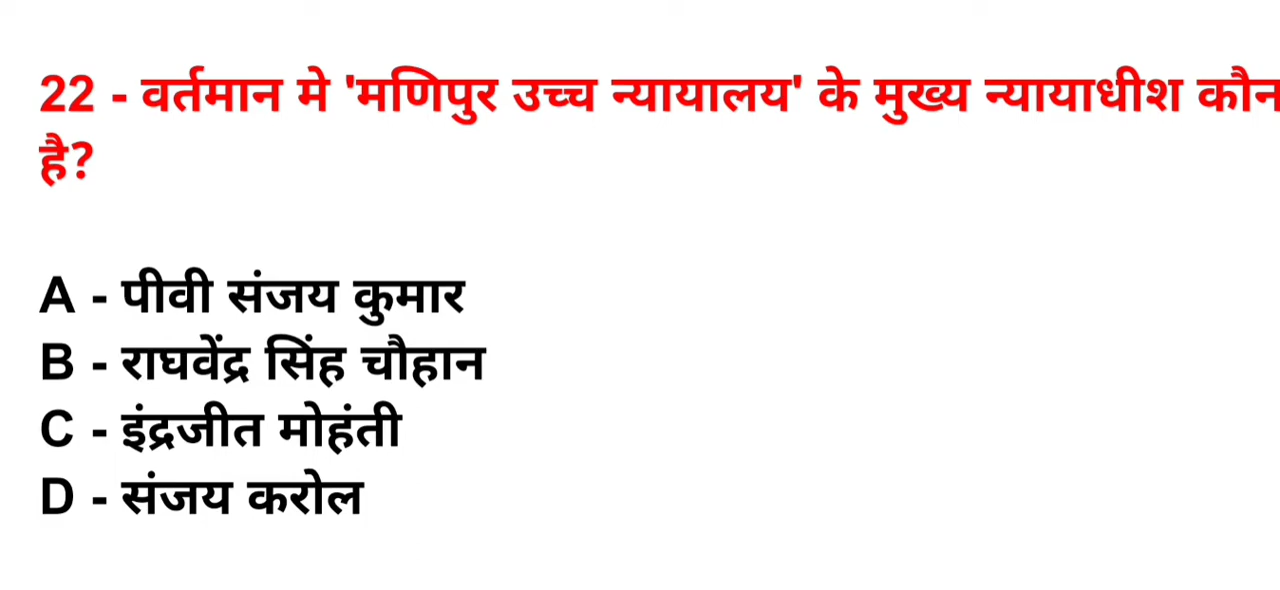 22 - वर्तमान मे 'मणिपुर उच्च न्यायालय' के मुख्य न्यायाधीश कौन
है?
A - पीवी संजय कुमार
B - राघवेंद्र सिंह चौहान
C - इंद्रजीत मोहंती
D - संजय करोल